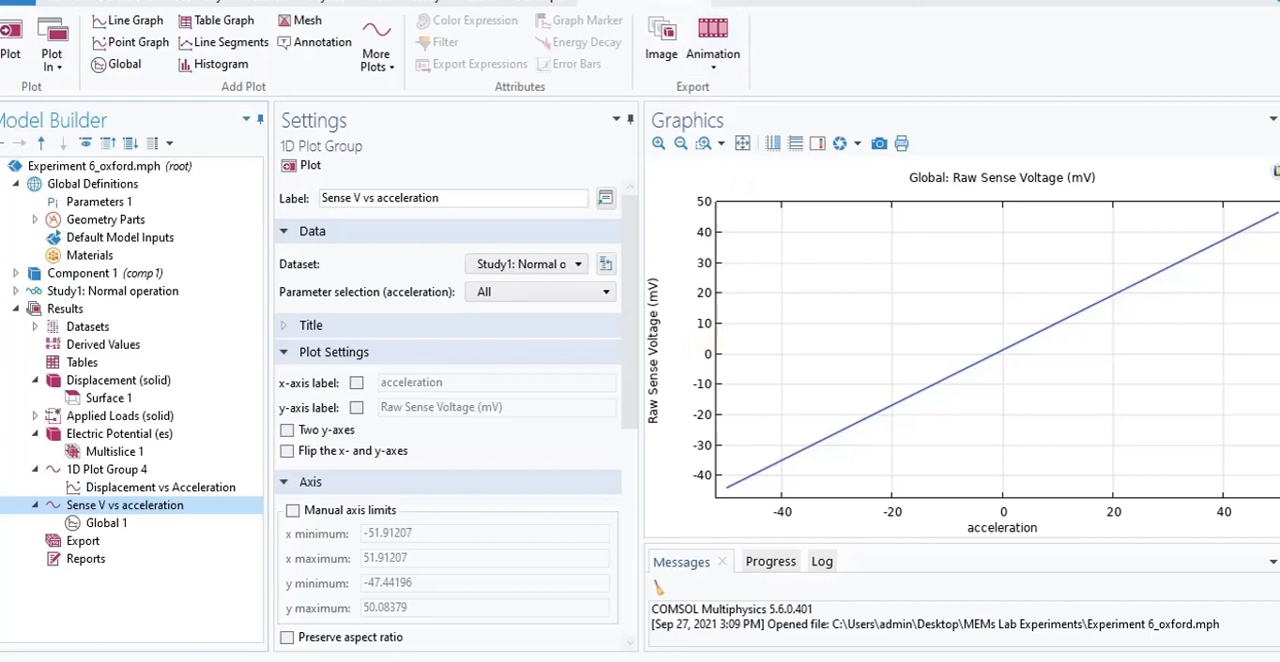 Line Graph
Table Graph
Mesh
Point Graph
Line Segments
Annotation
Global
Histogram
Plot
Plot
In
More
Plots
Color Expression
Graph Marker
Filter
Energy Decay
Export Expressions
Error Bars
Image
Animation
Plot
Add Plot
Attributes
Export
Model Builder
Experiment 6_oxford.mph (root)
Global Definitions
Pi Parameters 1
Geometry Parts
Default Model Inputs
Materials
Component 1 (comp1)
Study1: Normal operation
Results
Datasets
8.85
e-12
Derived Values
Tables
Displacement (solid)
Surface 1
Applied Loads (solid)
Electric Potential (es)
Multislice 1
1D Plot Group 4
Displacement vs Acceleration
Sense V vs acceleration
Global 1
Export
Reports
Settings
1D Plot Group
Plot
Label: Sense V vs acceleration
Data
Dataset: Study1: Normal o
Parameter selection (acceleration): All
Title
Plot Settings
x-axis label: acceleration
y-axis label: Raw Sense Voltage (mV)
Two y-axes
Flip the x- and y-axes
Axis
Manual axis limits
x minimum: -51.91207
x maximum: 51.91207
y minimum: -47.44196
y maximum: 50.08379
Preserve aspect ratio
Graphics
Global: Raw Sense Voltage (mV)
Raw Sense Voltage (mV)
50
40
30
20
10
0
-10
-20
-30
-40
-40 -20 0 20 40
acceleration
Messages Progress Log
COMSOL Multiphysics 5.6.0.401
[Sep 27, 2021 3:09 PM] Opened file: C:\Users\admin\Desktop\MEMs Lab Experiments\Experiment 6_oxford.mph